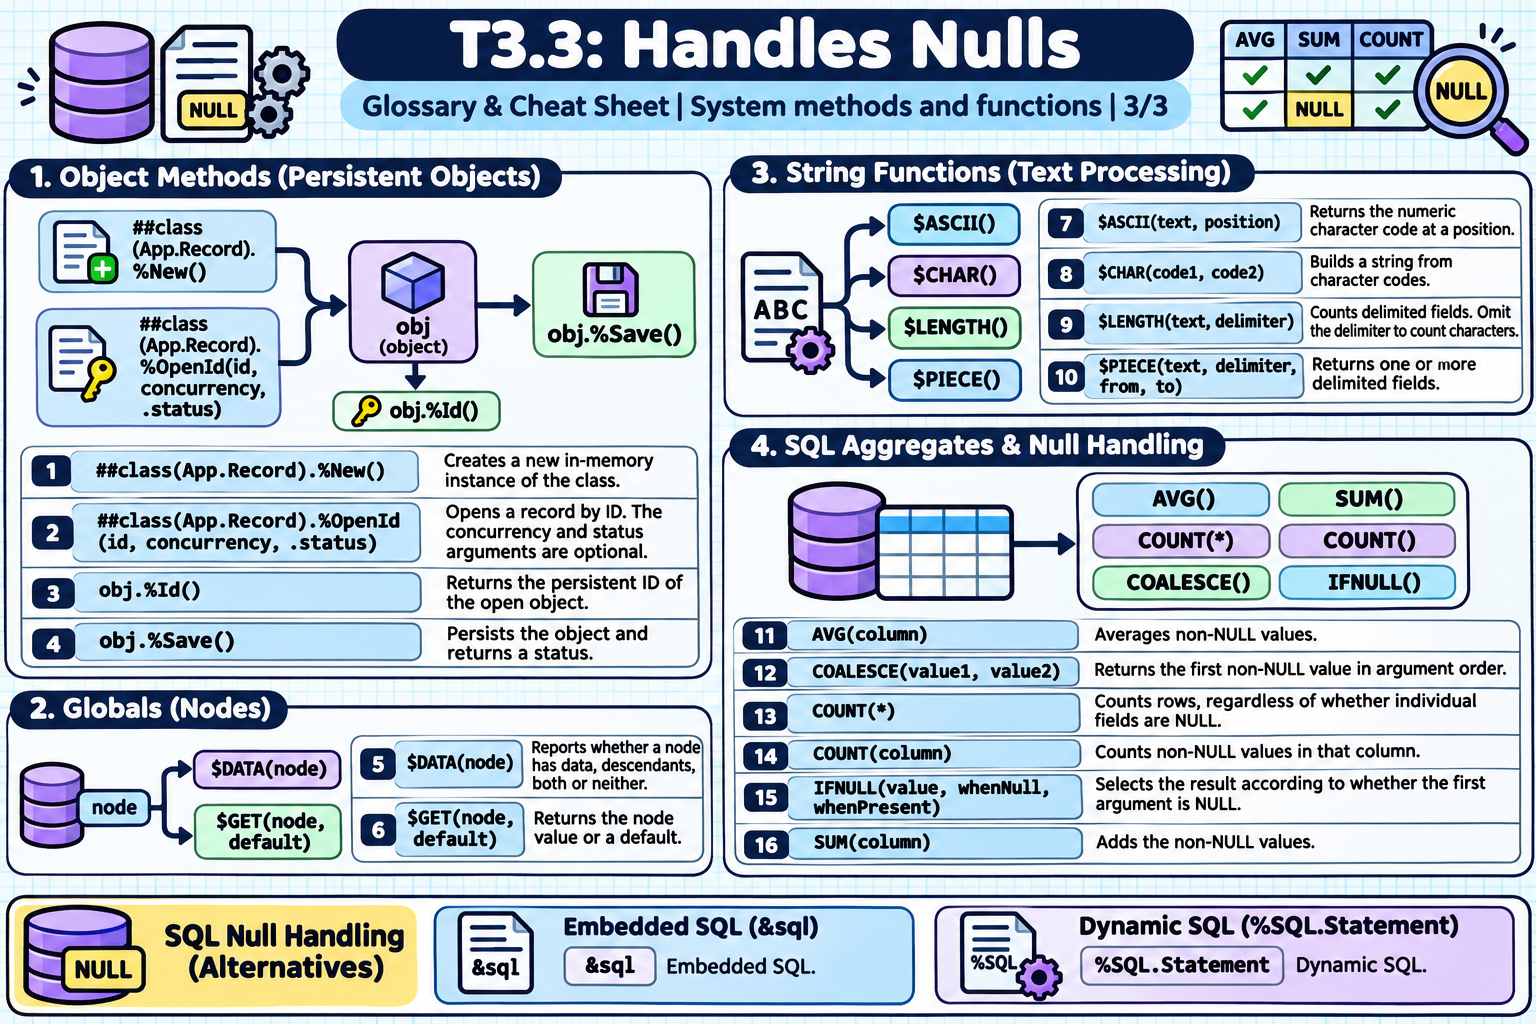 NULL
T3.3: Handles Nulls
Glossary & Cheat Sheet | System methods and functions | 3/3
AVG SUM COUNT
NULL
NULL
1. Object Methods (Persistent Objects)
##class
(App.Record).
%New()
##class
(App.Record).
%OpenId(id,
concurrency,
.status)
obj
(object)
obj.%Save()
obj.%Id()
1 ##class(App.Record).%New()
Creates a new in-memory
instance of the class.
2 ##class(App.Record).%OpenId
(id, concurrency, .status)
Opens a record by ID. The
concurrency and status
arguments are optional.
3 obj.%Id()
Returns the persistent ID of
the open object.
4 obj.%Save()
Persists the object and
returns a status.
2. Globals (Nodes)
node
$DATA(node)
$GET(node,
default)
5 $DATA(node)
Reports whether a node
has data, descendants,
both or neither.
6 $GET(node,
default)
Returns the node
value or a default.
3. String Functions (Text Processing)
ABC
$ASCII()
$CHAR()
$LENGTH()
$PIECE()
7 $ASCII(text, position)
Returns the numeric
character code at a position.
8 $CHAR(code1, code2)
Builds a string from
character codes.
9 $LENGTH(text, delimiter)
Counts delimited fields. Omit
the delimiter to count characters.
10 $PIECE(text, delimiter,
from, to)
Returns one or more
delimited fields.
4. SQL Aggregates & Null Handling
AVG() SUM()
COUNT(*) COUNT()
COALESCE() IFNULL()
11 AVG(column) Averages non-NULL values.
12 COALESCE(value1, value2) Returns the first non-NULL value in argument order.
13 COUNT(*)
Counts rows, regardless of whether individual
fields are NULL.
14 COUNT(column) Counts non-NULL values in that column.
15 IFNULL(value, whenNull,
whenPresent)
Selects the result according to whether the first
argument is NULL.
16 SUM(column) Adds the non-NULL values.
NULL
SQL Null Handling
(Alternatives)
&sql
Embedded SQL (&sql)
&sql Embedded SQL.
%SQL
Dynamic SQL (%SQL.Statement)
%SQL.Statement Dynamic SQL.